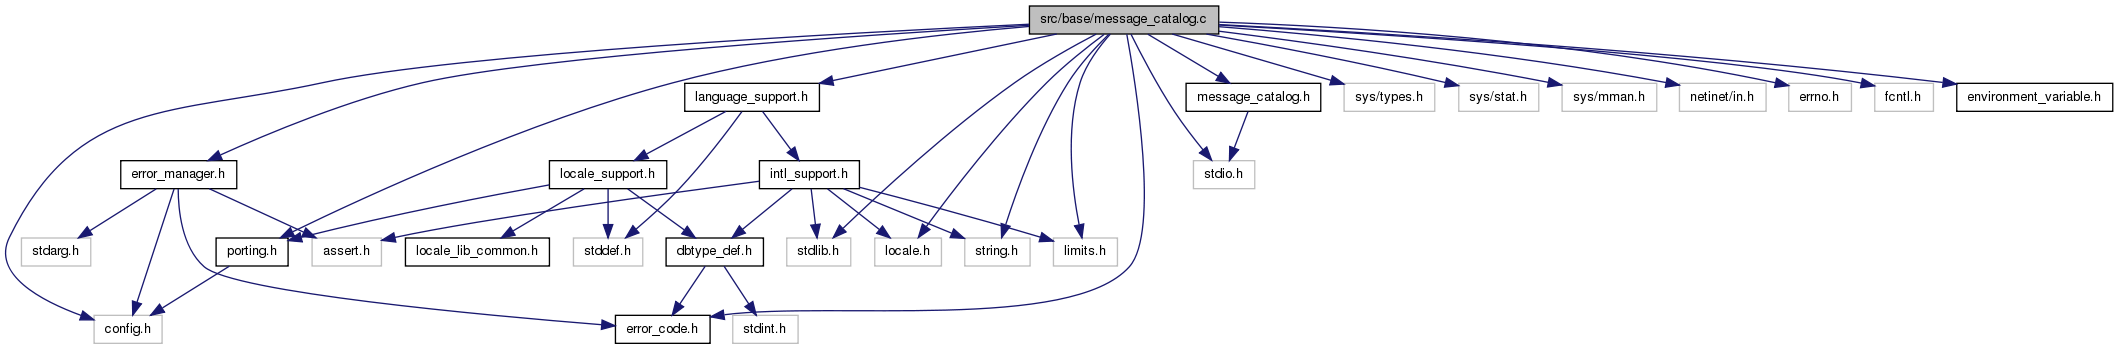 src/base/message_catalog.c
language_support.h
message_catalog.h
sys/types.h
sys/stat.h
sys/mman.h
netinet/in.h
errno.h
fcntl.h
environment_variable.h
error_manager.h
locale_support.h
intl_support.h
stdio.h
stdarg.h
porting.h
assert.h
locale_lib_common.h
stddef.h
dbtype_def.h
stdlib.h
locale.h
string.h
limits.h
config.h
error_code.h
stdint.h